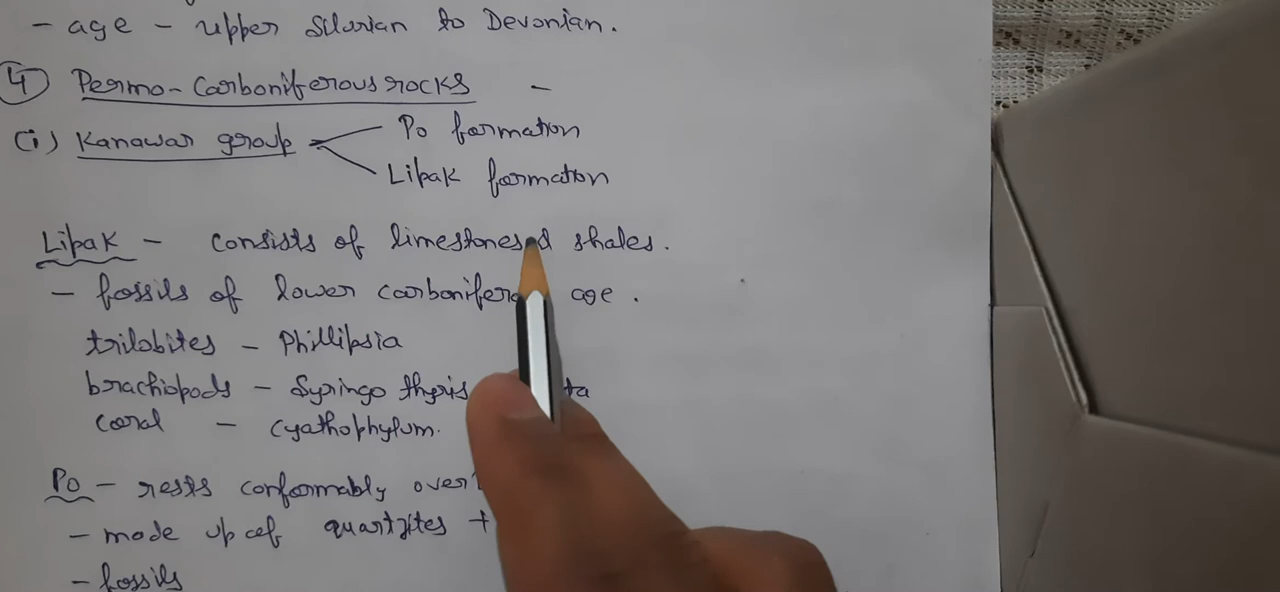 - age - upper Silurian to Devonian.
4 Permo-Carboniferous rocks -
(i) Kanawar group Po formation
Lipak formation
Lipak - consists of limestones shales.
- fossils of lower age.
trilobites - Phillipsia
brachiopods - Syringo thyris
coral - cyathophylum.
Po - rests conformably over
- made up of quartzites +
- fossils